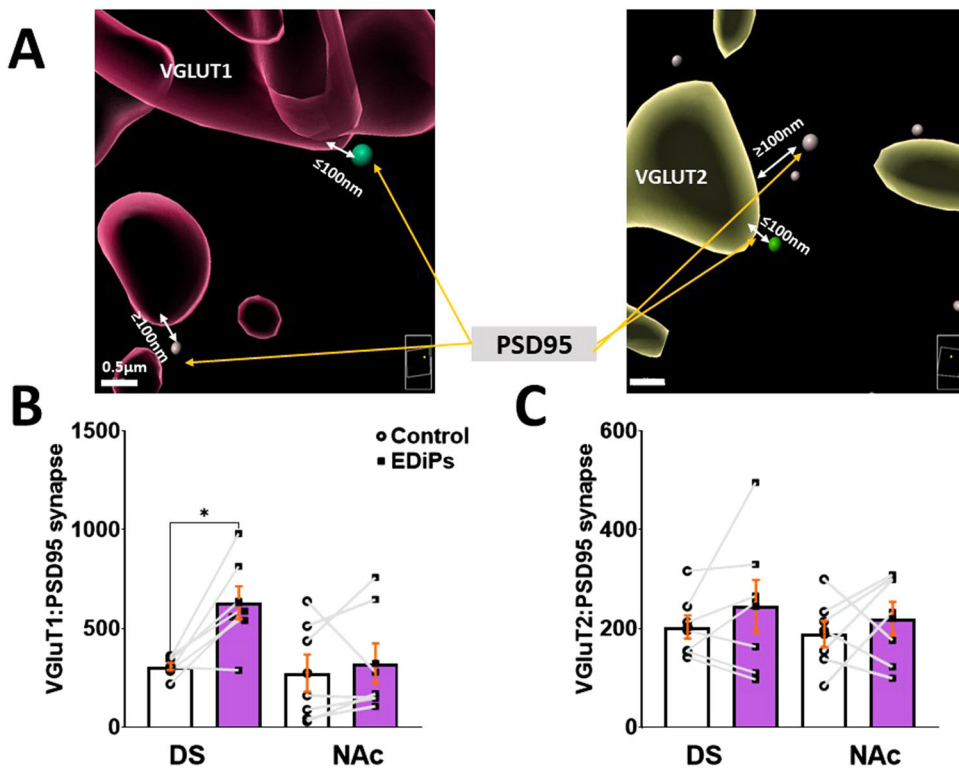 A
VGLUT1
≤100nm
≥100nm
0.5μm
VGLUT2
≥100nm
≤100nm
PSD95
B
VGluT1::PSD95 synapse
1500
1000
500
0
*
Control
EDiPs
DS
NAc
C
VGluT2::PSD95 synapse
600
400
200
0
DS
NAc